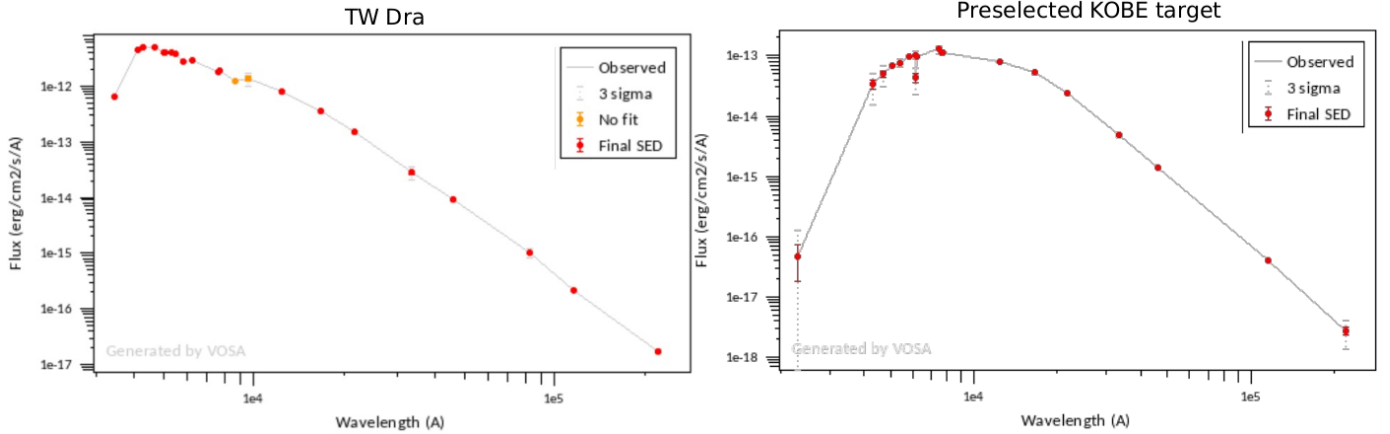 TW Dra
Flux (erg/cm2/s/A)
1e-12
1e-13
1e-14
1e-15
1e-16
1e-17
Observed
3 sigma
No fit
Final SED
Generated by VOSA
1e4
1e5
Wavelength (A)
Preselected KOBE target
Flux (erg/cm2/s/A)
1e-13
1e-14
1e-15
1e-16
1e-17
1e-18
Observed
3 sigma
Final SED
Generated by VOSA
1e4
1e5
Wavelength (A)